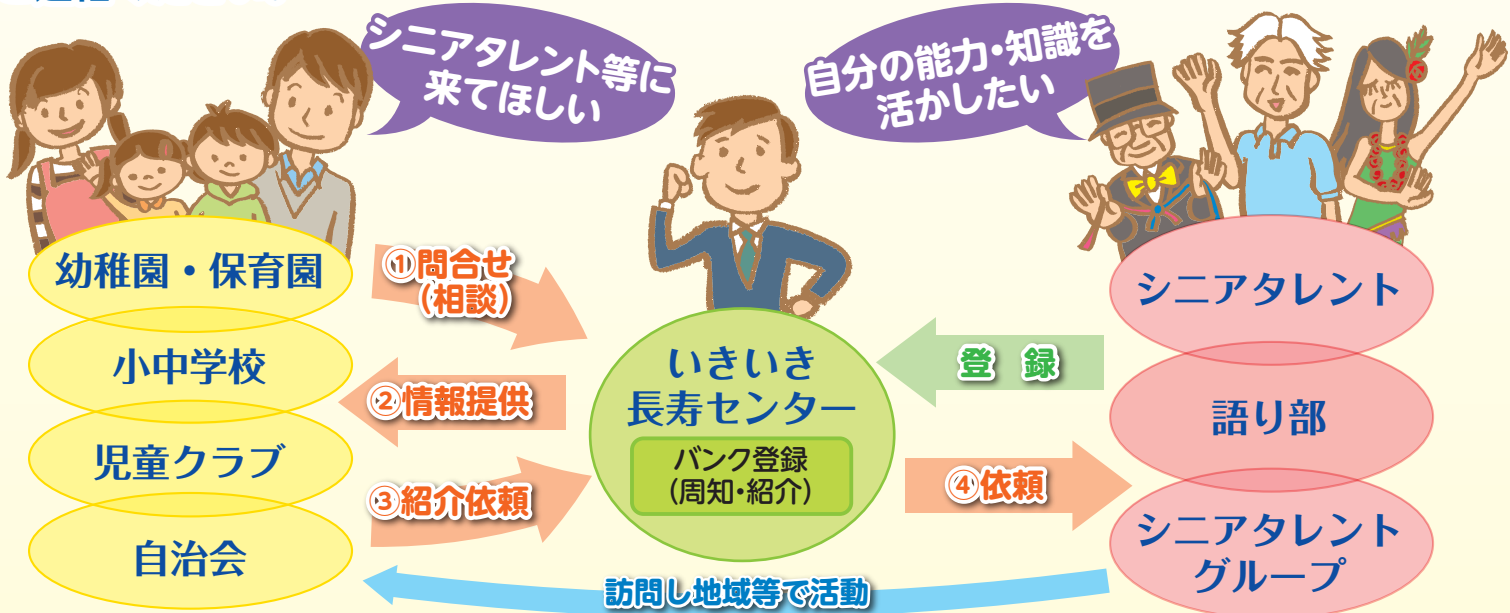 シニアタレント等に
来てほしい
自分の能力・知識を
活かしたい
幼稚園・保育園
小中学校
児童クラブ
自治会
①問合せ
（相談）
②情報提供
③紹介依頼
いきいき
長寿センター
バンク登録
（周知・紹介）
登 録
④依頼
シニアタレント
語り部
シニアタレント
グループ
訪問し地域等で活動